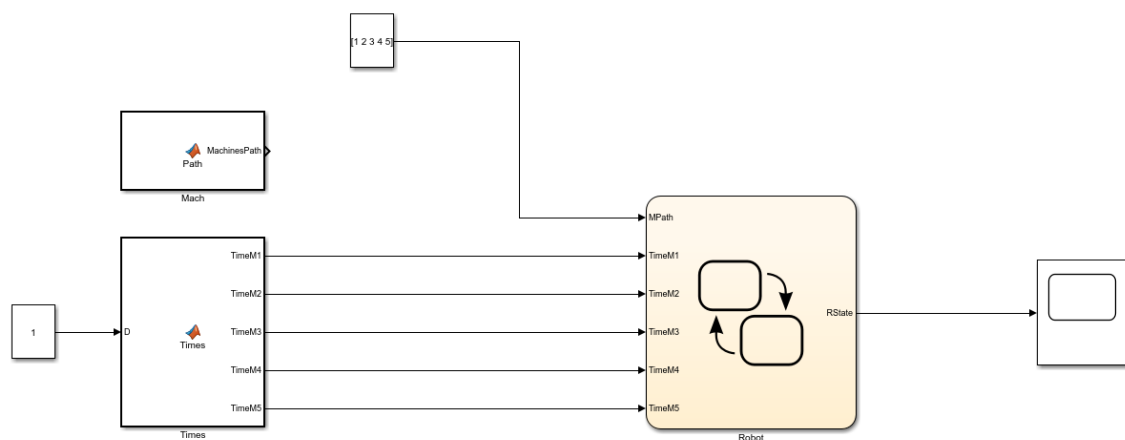 [1 2 3 4 5]
MachinesPath
Path
Mach
MPath
TimeM1
TimeM1
TimeM2
TimeM2
RState
1
D
Times
TimeM3
TimeM3
TimeM4
TimeM4
TimeM5
TimeM5
Times
Robot